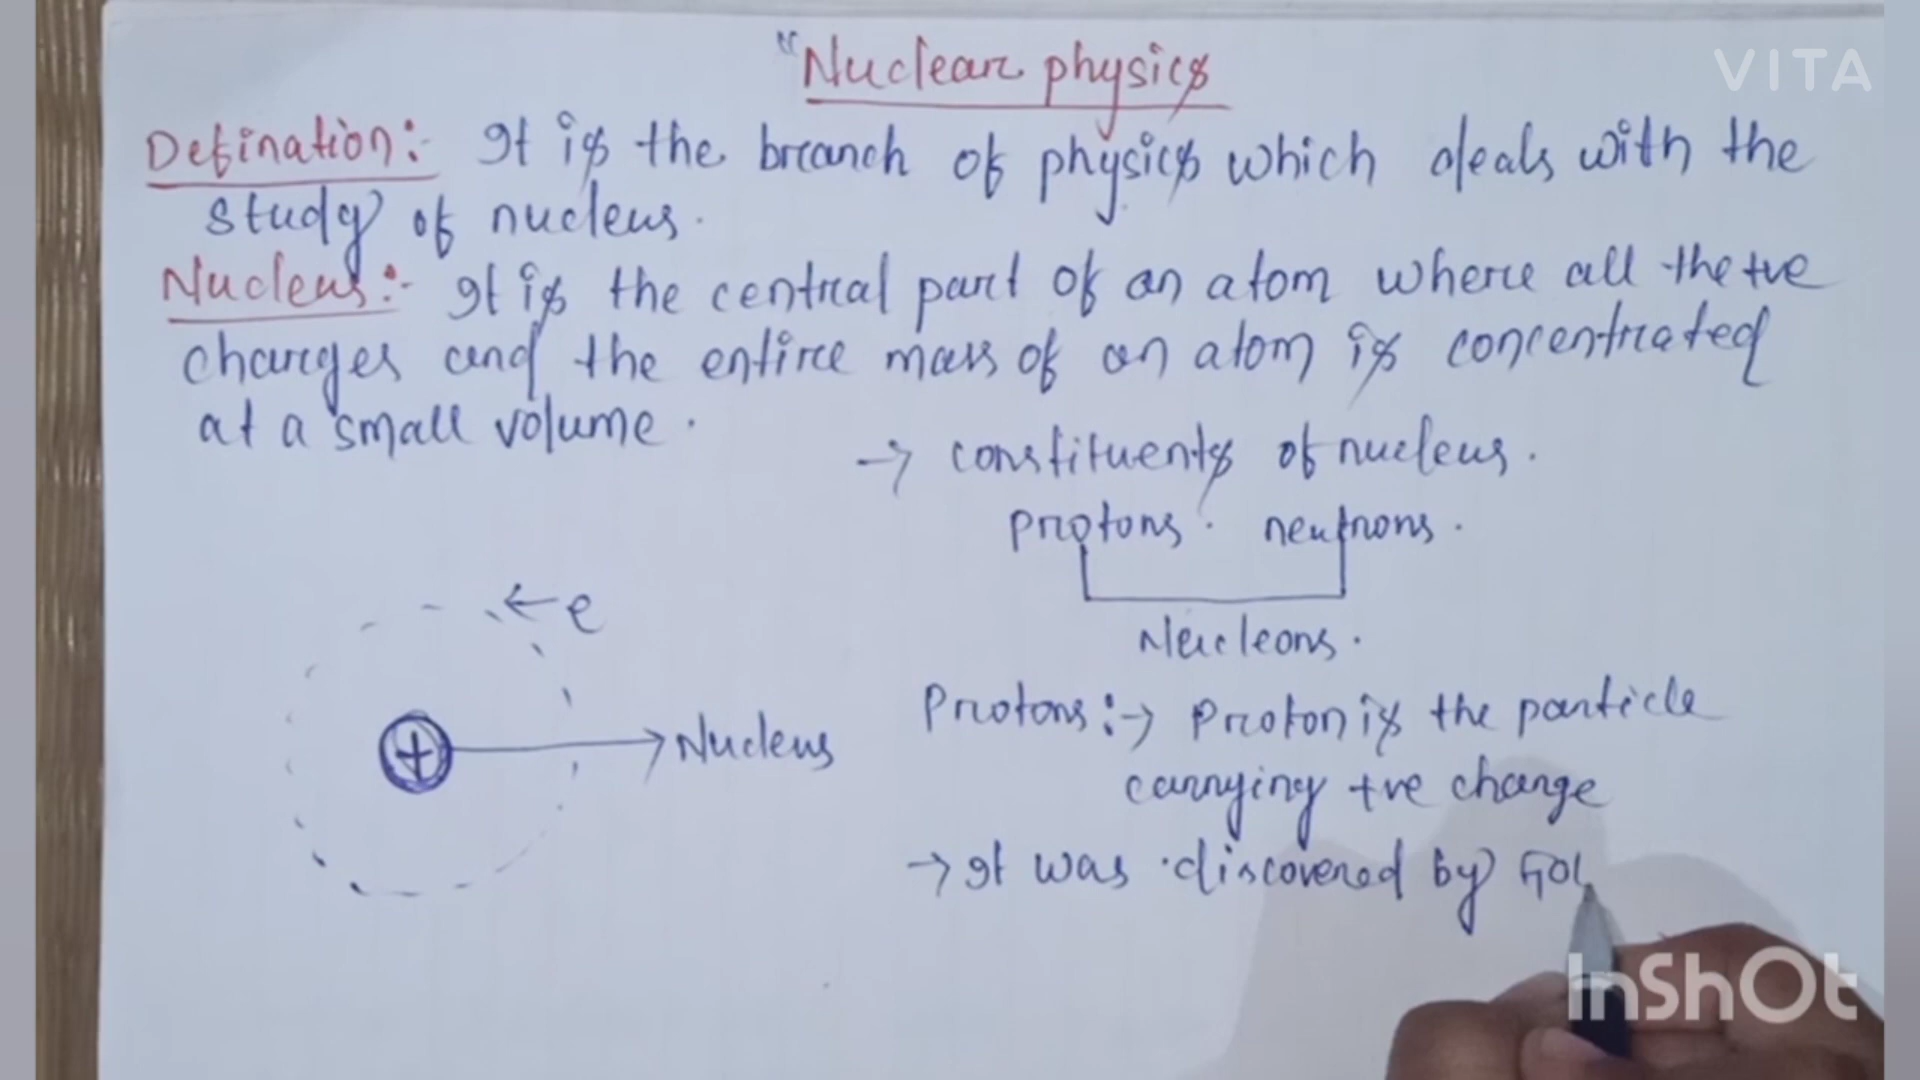 "Nuclear physics
VITA
Defination:- It is the branch of physics which deals with the
study of nucleus.
Nucleus:- It is the central part of an atom where all the +ve
charges and the entire mass of an atom is concentrated
at a small volume.
→ constituents of nucleus.
protons. neutrons.
Nucleons.
← e
+ → Nucleus
Protons:→ Proton is the particle
carrying +ve charge
→ It was discovered by Gol
InShOt